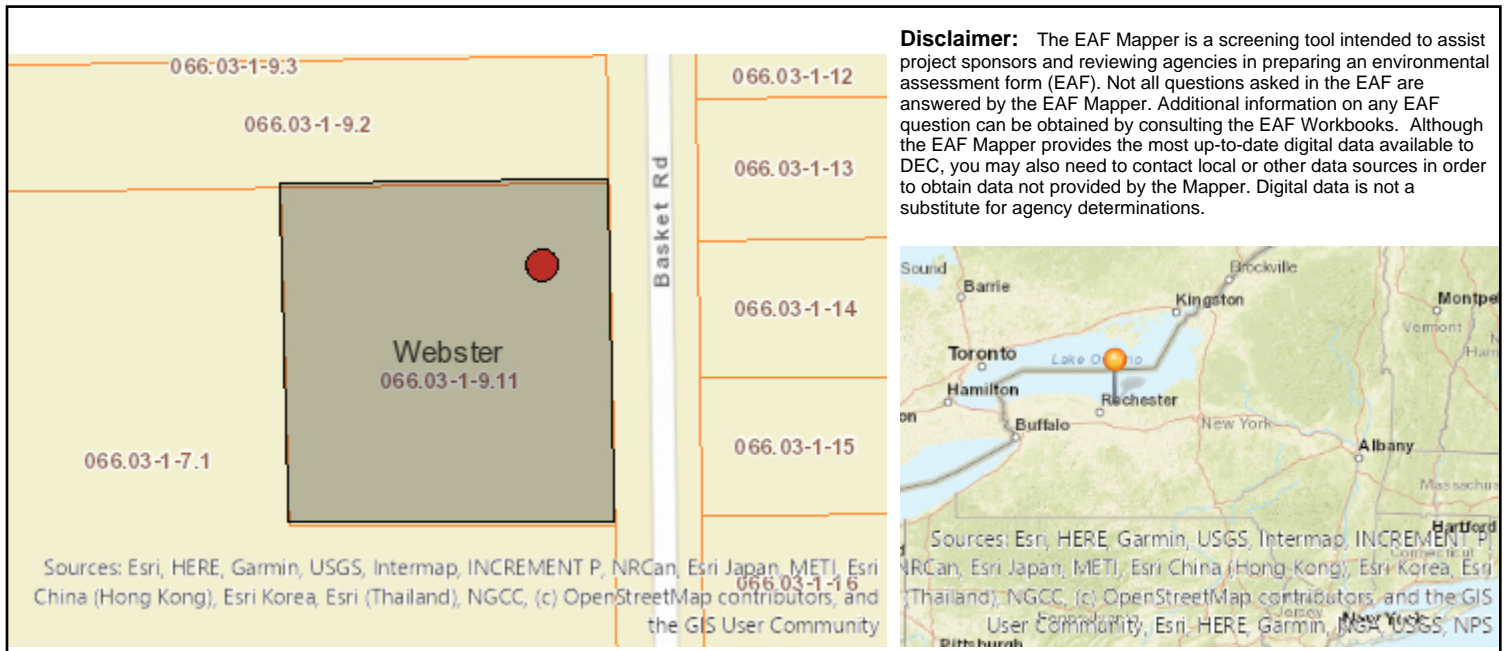 066.03-1-9.3
066.03-1-9.2
Basket Rd
066.03-1-12
066.03-1-13
066.03-1-14
Webster
066.03-1-9.11
066.03-1-15
066.03-1-7.1
066.03-1-16
Sources: Esri, HERE, Garmin, USGS, Intermap, INCREMENT P, NRCan, Esri Japan, METI, Esri
China (Hong Kong), Esri Korea, Esri (Thailand), NGCC, (c) OpenStreetMap contributors, and
the GIS User Community
Disclaimer: The EAF Mapper is a screening tool intended to assist
project sponsors and reviewing agencies in preparing an environmental
assessment form (EAF). Not all questions asked in the EAF are
answered by the EAF Mapper. Additional information on any EAF
question can be obtained by consulting the EAF Workbooks. Although
the EAF Mapper provides the most up-to-date digital data available to
DEC, you may also need to contact local or other data sources in order
to obtain data not provided by the Mapper. Digital data is not a
substitute for agency determinations.
Sound
Barrie
Brockville
Kingston
Montpel
Vermont
Toronto
Lake Ontario
Hamilton
Rochester
Buffalo
New York
Albany
Massachus
Hartford
Connecticut
Sources: Esri, HERE, Garmin, USGS, Intermap, INCREMENT P,
NRCan, Esri Japan, METI, Esri China (Hong Kong), Esri Korea, Esri
(Thailand), NGCC, (c) OpenStreetMap contributors, and the GIS
User Community, Esri, HERE, Garmin, NGA, USGS, NPS
Pennsylvania
Jersey
New York
Pittsburgh